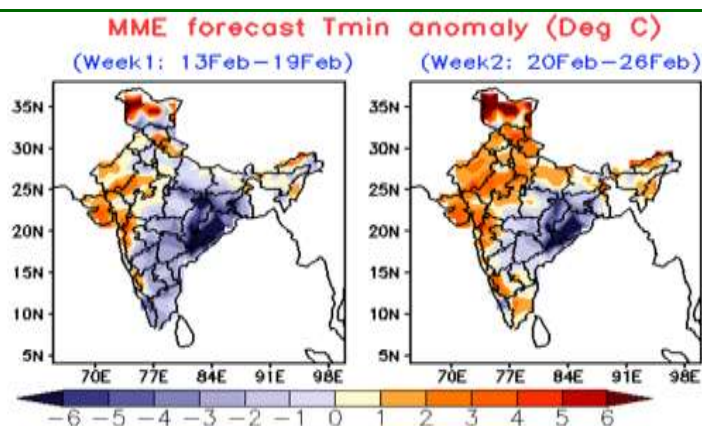 MME forecast Tmin anomaly (Deg C)
(Week1: 13Feb–19Feb)
(Week2: 20Feb–26Feb)
35N
30N
25N
20N
15N
10N
5N
70E 77E 84E 91E 98E
35N
30N
25N
20N
15N
10N
5N
70E 77E 84E 91E 98E
-6 -5 -4 -3 -2 -1 0 1 2 3 4 5 6